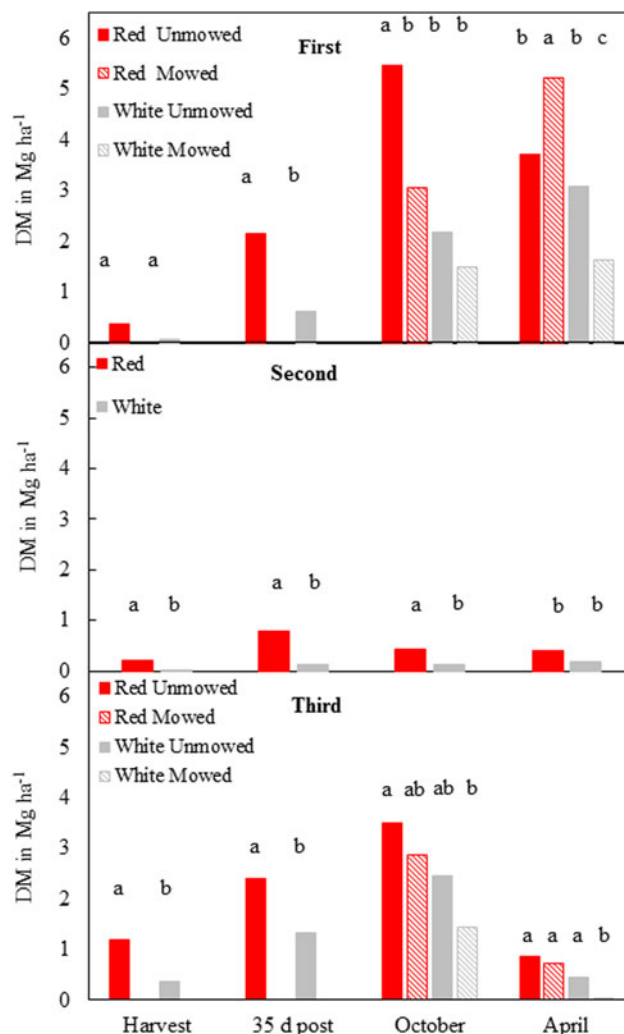 6 Red Unmowed First a b b b b a b c
5 Red Mowed
4 White Unmowed
3 White Mowed a b
2
a a
1
0
DM in Mg ha⁻¹
6 Red Second
5 White
4
3
2
a b a b a b b b
1
0
DM in Mg ha⁻¹
6 Red Unmowed Third
Red Mowed
5 White Unmowed
White Mowed
4 a ab ab b
3 a b
a b
2
1 a a a b
0
DM in Mg ha⁻¹
Harvest 35 d post October April